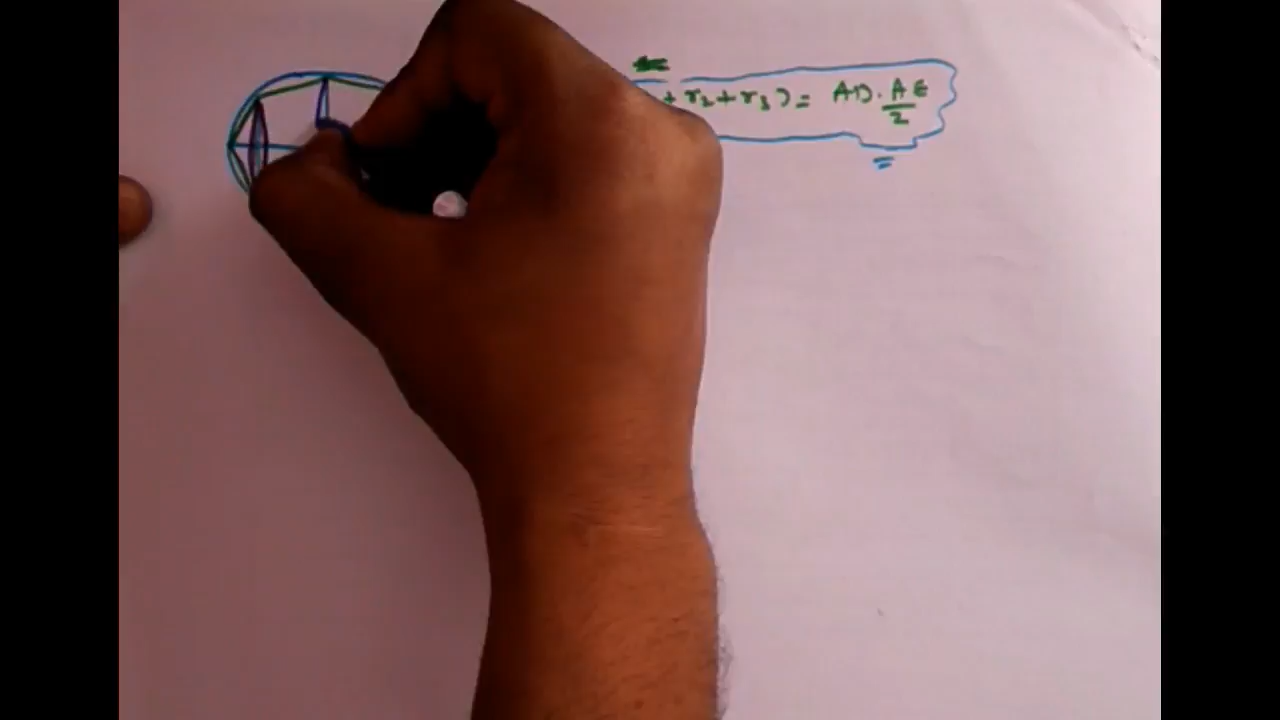 + r₂ + r₃ ) = AD . AE/2